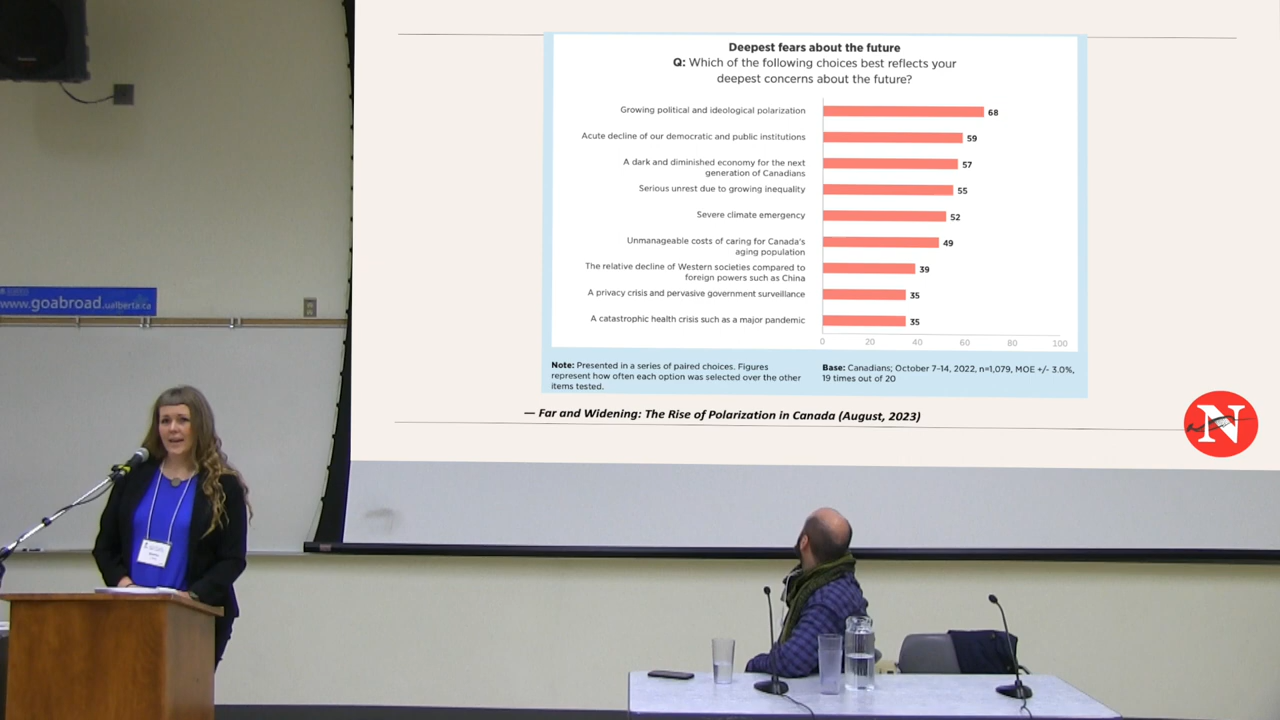 Deepest fears about the future
Q: Which of the following choices best reflects your
deepest concerns about the future?
Growing political and ideological polarization
68
Acute decline of our democratic and public institutions
59
A dark and diminished economy for the next
generation of Canadians
57
Serious unrest due to growing inequality
55
Severe climate emergency
52
Unmanageable costs of caring for Canada's
aging population
49
The relative decline of Western societies compared to
foreign powers such as China
39
A privacy crisis and pervasive government surveillance
35
A catastrophic health crisis such as a major pandemic
35
0 20 40 60 80 100
Note: Presented in a series of paired choices. Figures
represent how often each option was selected over the other
items tested.
Base: Canadians; October 7-14, 2022, n=1,079, MOE +/- 3.0%,
19 times out of 20
— Far and Widening: The Rise of Polarization in Canada (August, 2023)
N
www.goabroad.ualberta.ca